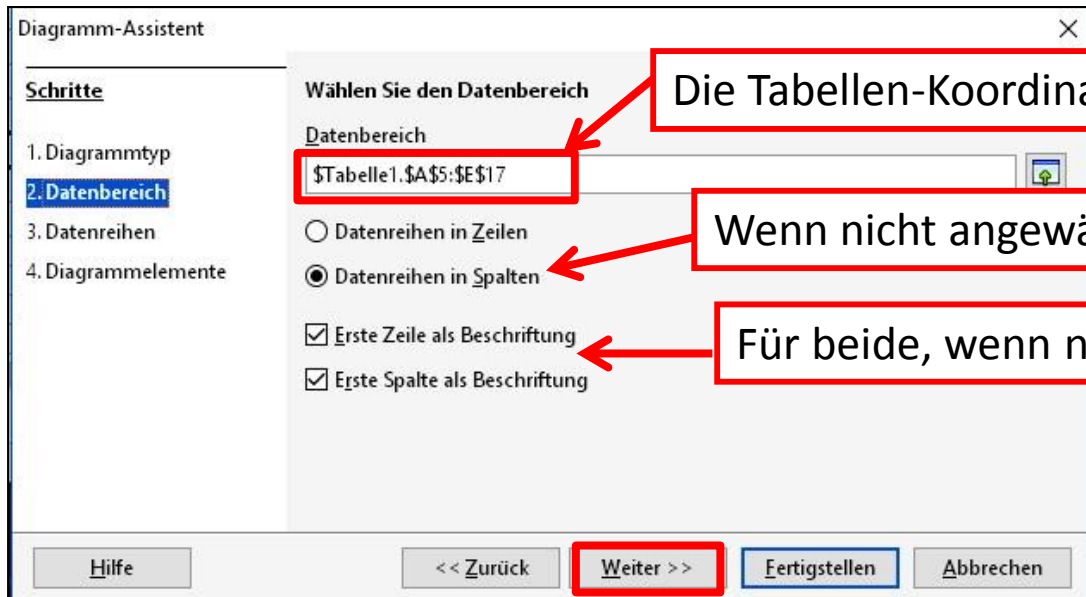 Diagramm-Assistent
Schritte
1. Diagrammtyp
2. Datenbereich
3. Datenreihen
4. Diagrammelemente
Wählen Sie den Datenbereich
Datenbereich
$Tabelle1.$A$5:$E$17
Datenreihen in Zeilen
Datenreihen in Spalten
Erste Zeile als Beschriftung
Erste Spalte als Beschriftung
Die Tabellen-Koordina
Wenn nicht angewä
Für beide, wenn n
Hilfe
<< Zurück
Weiter >>
Fertigstellen
Abbrechen